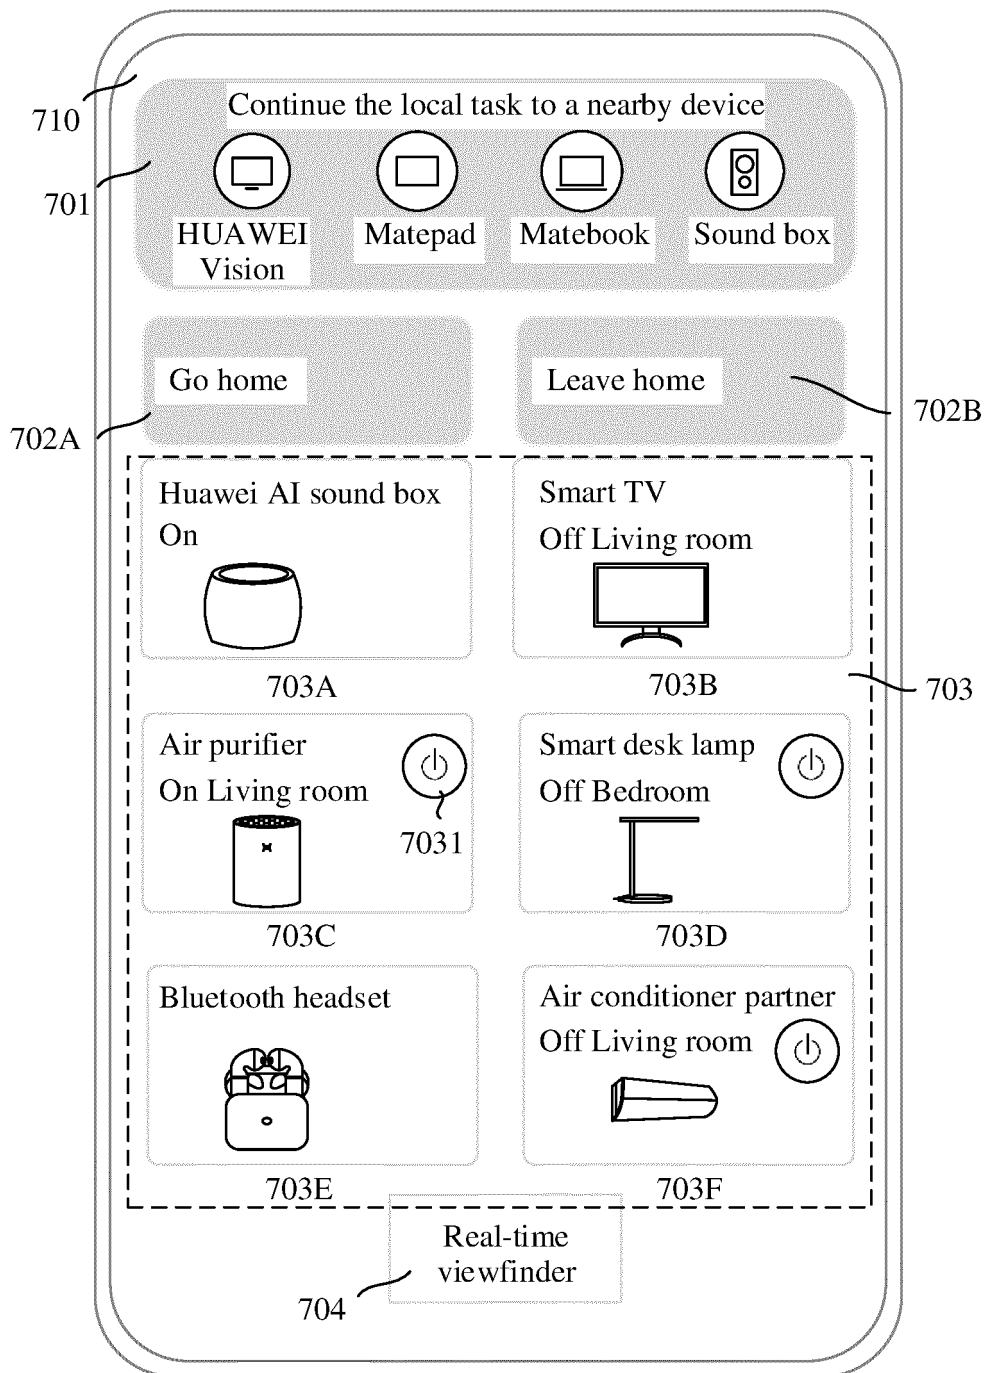 710
Continue the local task to a nearby device
701
HUAWEI
Vision
Matepad
Matebook
Sound box
Go home
Leave home
702A
702B
Huawei AI sound box
On
703A
Smart TV
Off Living room
703B
703
Air purifier
On Living room
7031
703C
Smart desk lamp
Off Bedroom
703D
Bluetooth headset
703E
Air conditioner partner
Off Living room
703F
Real-time
viewfinder
704